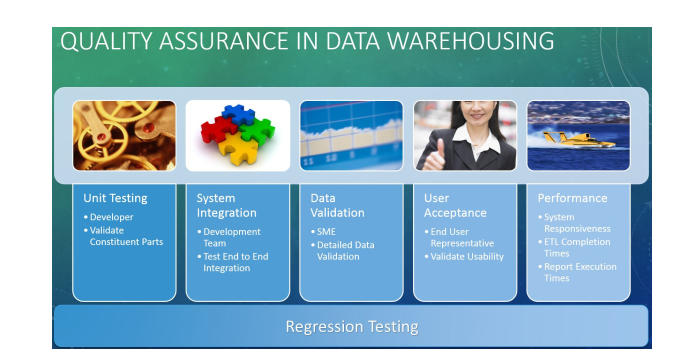 QUALITY ASSURANCE IN DATA WAREHOUSING
Unit Testing
• Developer
• Validate
Constituent Parts
System
Integration
• Development
Team
• Test End to End
Integration
Data
Validation
• SME
• Detailed Data
Validation
User
Acceptance
• End User
Representative
• Validate Usability
Performance
• System
Responsiveness
• ETL Completion
Times
• Report Execution
Times
Regression Testing